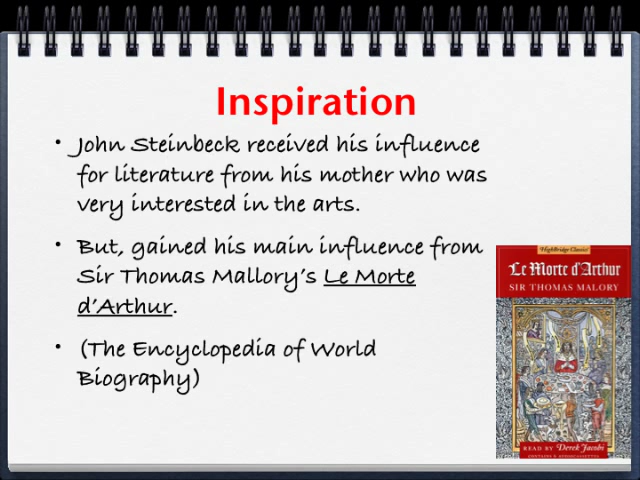 Inspiration
• John Steinbeck received his influence
for literature from his mother who was
very interested in the arts.
• But, gained his main influence from
Sir Thomas Mallory's Le Morte
d'Arthur.
• (The Encyclopedia of World
Biography)
HighBridge Classics
Le Morte d'Arthur
SIR THOMAS MALORY
READ BY Derek Jacobi